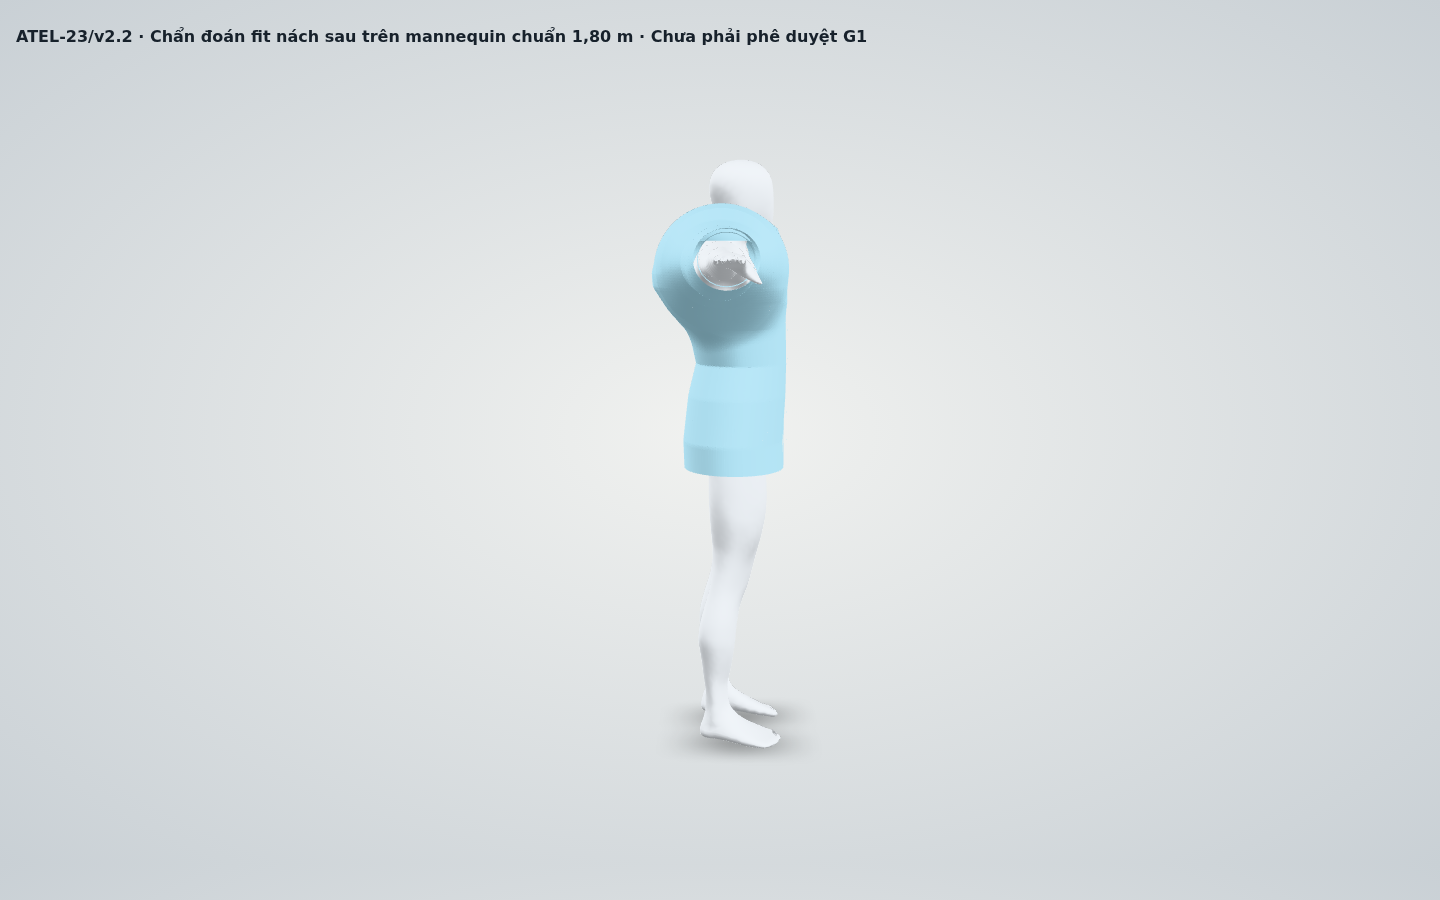 ATEL-23/v2.2 · Chẩn đoán fit nách sau trên mannequin chuẩn 1,80 m · Chưa phải phê duyệt G1